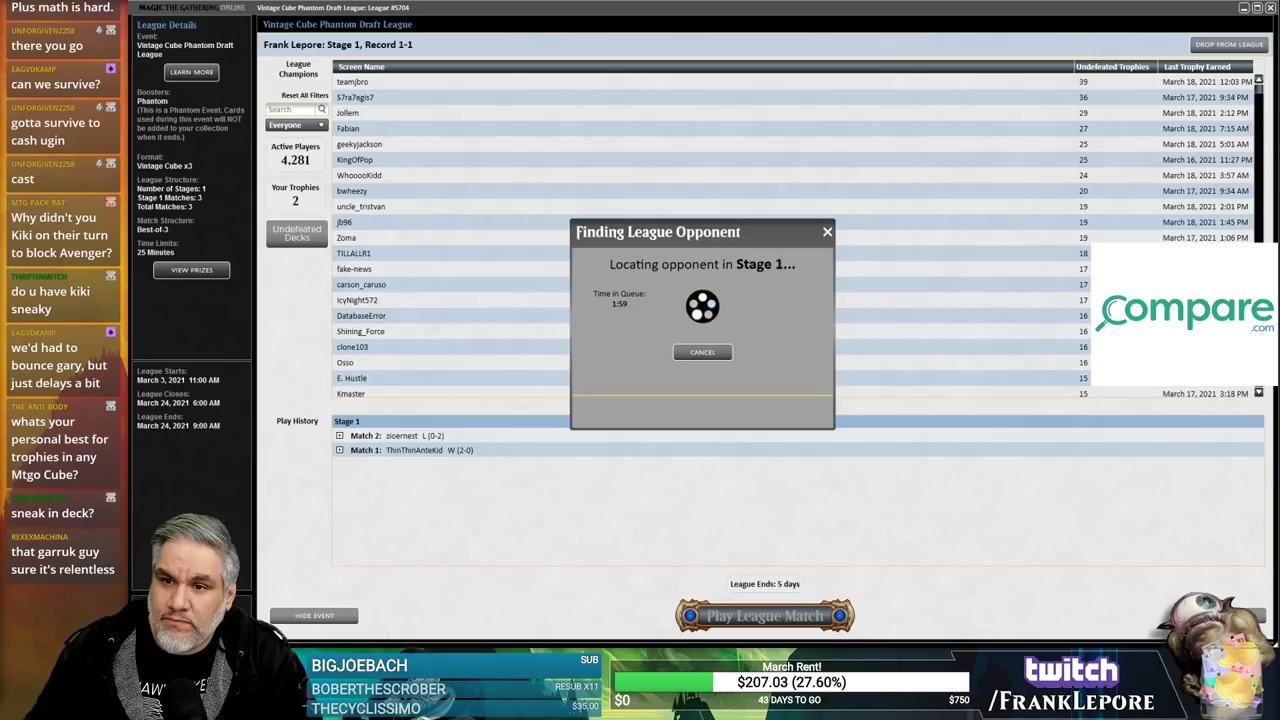 Plus math is hard.
UNFORGIVEN2258
there you go
EAGVDKAMP
can we survive?
UNFORGIVEN2258
gotta survive to
cash ugin
UNFORGIVEN2258
cast
MTG PACK RAT
Why didn't you
Kiki on their turn
to block Avenger?
THRIFTINMITCH
do u have kiki
sneaky
EAGVDKAMP
we'd had to
bounce gary, but
just delays a bit
THE ANTI BODY
whats your
personal best for
trophies in any
Mtgo Cube?
sneak in deck?
REXEXMACHINA
that garruk guy
sure it's relentless
MAGIC THE GATHERING ONLINE
Vintage Cube Phantom Draft League: League #5704
League Details
Event:
Vintage Cube Phantom Draft
League
LEARN MORE
Boosters:
Phantom
(This is a Phantom Event. Cards
used during this event will NOT
be added to your collection
when it ends.)
Format:
Vintage Cube x3
League Structure:
Number of Stages: 1
Stage 1 Matches: 3
Total Matches: 3
Match Structure:
Best-of-3
Time Limits:
25 Minutes
VIEW PRIZES
League Starts:
March 3, 2021 11:00 AM
League Closes:
March 24, 2021 6:00 AM
League Ends:
March 24, 2021 9:00 AM
Vintage Cube Phantom Draft League
Frank Lepore: Stage 1, Record 1-1
DROP FROM LEAGUE
League
Champions
Reset All Filters
Search
Everyone
Active Players
4,281
Your Trophies
2
Undefeated
Decks
Screen Name Undefeated Trophies Last Trophy Earned
teamjbro 39 March 18, 2021 12:03 PM
S7ra7egis7 36 March 17, 2021 9:34 PM
Jollem 29 March 18, 2021 2:12 PM
Fabian 27 March 18, 2021 7:15 AM
geekyjackson 25 March 18, 2021 5:01 AM
KingOfPop 25 March 16, 2021 11:27 PM
WhooooKidd 24 March 18, 2021 3:57 AM
bwheezy 20 March 17, 2021 9:34 AM
uncle_tristvan 19 March 18, 2021 2:01 PM
jb96 19 March 18, 2021 1:45 PM
Zoma 19 March 17, 2021 1:06 PM
TILLALLR1 18
fake-news 17
carson_caruso 17
IcyNight572 17
DatabaseError 16
Shining_Force 16
clone103 16
Osso 16
E. Hustle 15
Kmaster 15 March 17, 2021 3:18 PM
Finding League Opponent
Locating opponent in Stage 1...
Time in Queue:
1:59
CANCEL
Compare
.com
Play History
Stage 1
Match 2: zioernest L (0-2)
Match 1: ThinThinAnteKid W (2-0)
League Ends: 5 days
HIDE EVENT
Play League Match
BIGJOEBACH SUB
BOBERTHESCROBER RESUB X11
THECYCLISSIMO $35.00
March Rent!
$207.03 (27.60%)
$0 43 DAYS TO GO $750
twitch
/FRANKLEPORE